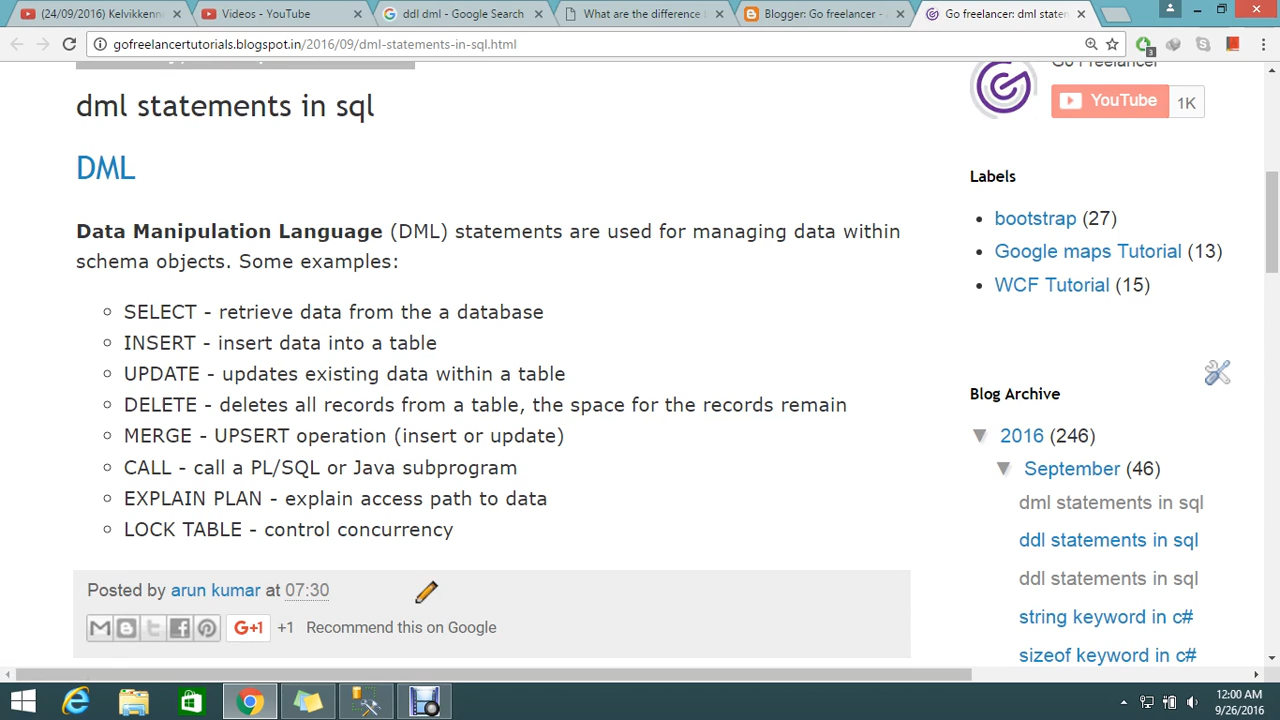 (24/09/2016) Kelvikkenn
Videos - YouTube
ddl dml - Google Search
What are the difference
Blogger: Go freelancer -
Go freelancer: dml staten
gofreelancertutorials.blogspot.in/2016/09/dml-statements-in-sql.html
3
dml statements in sql
DML
Data Manipulation Language (DML) statements are used for managing data within
schema objects. Some examples:
SELECT - retrieve data from the a database
INSERT - insert data into a table
UPDATE - updates existing data within a table
DELETE - deletes all records from a table, the space for the records remain
MERGE - UPSERT operation (insert or update)
CALL - call a PL/SQL or Java subprogram
EXPLAIN PLAN - explain access path to data
LOCK TABLE - control concurrency
Posted by arun kumar at 07:30
G+1 +1 Recommend this on Google
Go Freelancer
YouTube 1K
Labels
bootstrap (27)
Google maps Tutorial (13)
WCF Tutorial (15)
Blog Archive
▼ 2016 (246)
▼ September (46)
dml statements in sql
ddl statements in sql
ddl statements in sql
string keyword in c#
sizeof keyword in c#
12:00 AM
9/26/2016